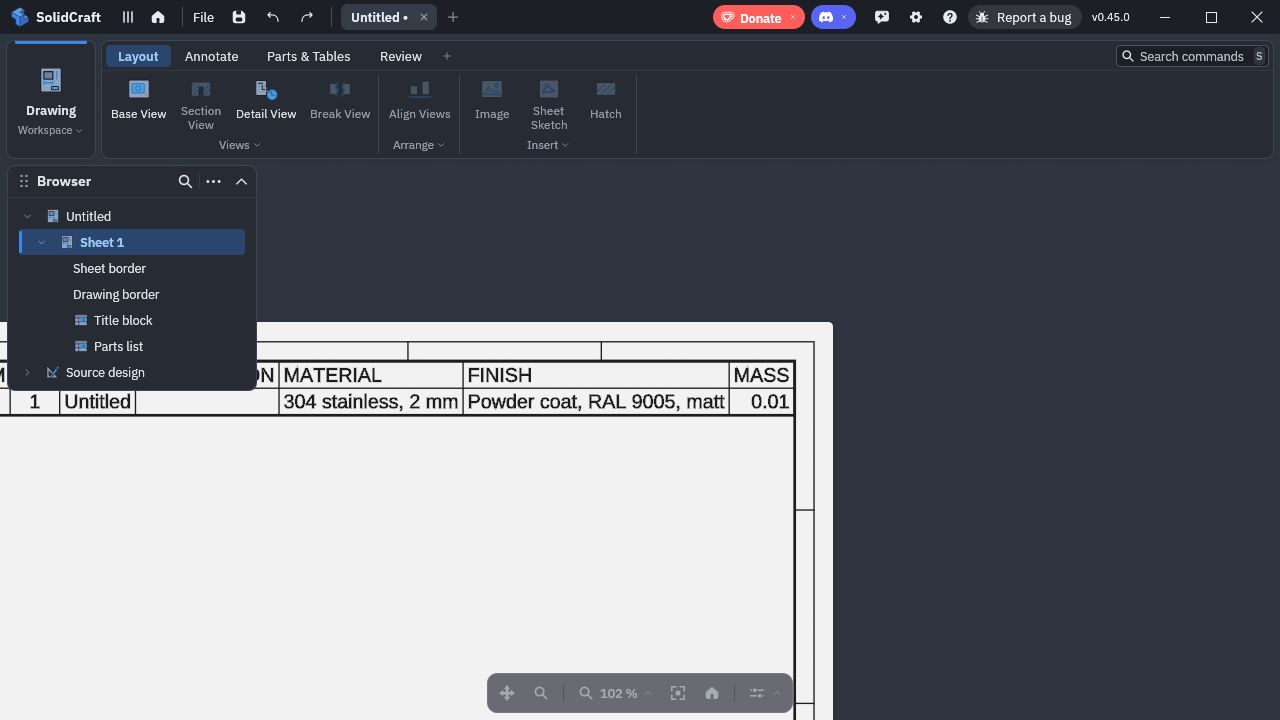 SolidCraft
File
Untitled •
Donate
Report a bug
v0.45.0
Layout
Annotate
Parts & Tables
Review
Search commands
S
Drawing
Workspace
Base View
Section View
Detail View
Break View
Align Views
Image
Sheet Sketch
Hatch
Views
Arrange
Insert
Browser
Untitled
Sheet 1
Sheet border
Drawing border
Title block
Parts list
Source design
ON MATERIAL FINISH MASS
1 Untitled 304 stainless, 2 mm Powder coat, RAL 9005, matt 0.01
102 %